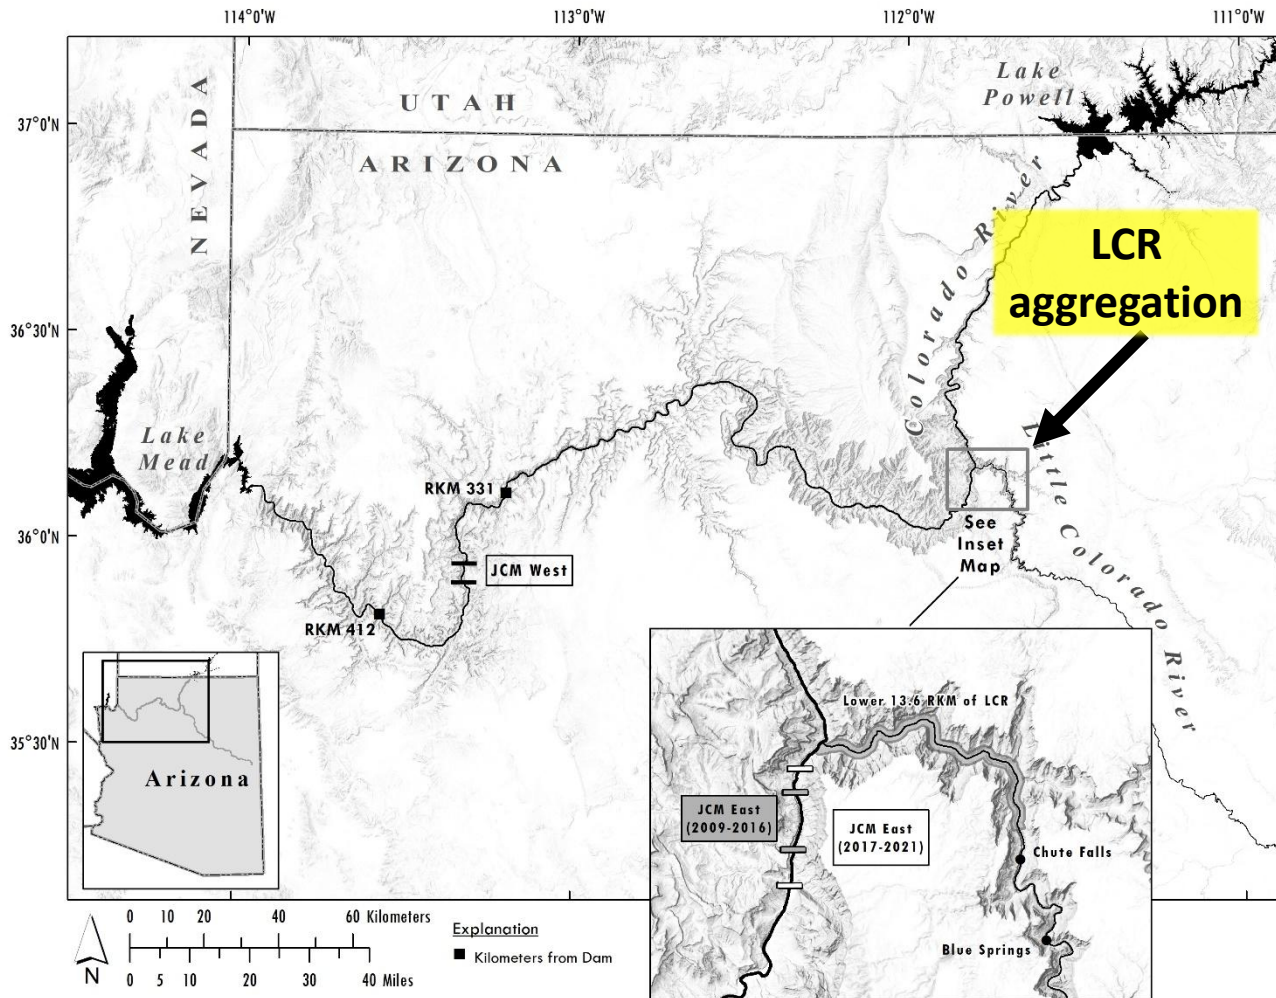 114°0'W
113°0'W
112°0'W
111°0'W
37°0'N
36°30'N
36°0'N
35°30'N
NEVADA
UTAH
ARIZONA
Lake
Powell
Colorado River
LCR
aggregation
Little Colorado River
Lake
Mead
RKM 331
JCM West
RKM 412
See
Inset
Map
Arizona
Lower 13.6 RKM of LCR
JCM East
(2009-2016)
JCM East
(2017-2021)
Chute Falls
Blue Springs
N
0 10 20 40 60 Kilometers
0 5 10 20 30 40 Miles
Explanation
Kilometers from Dam